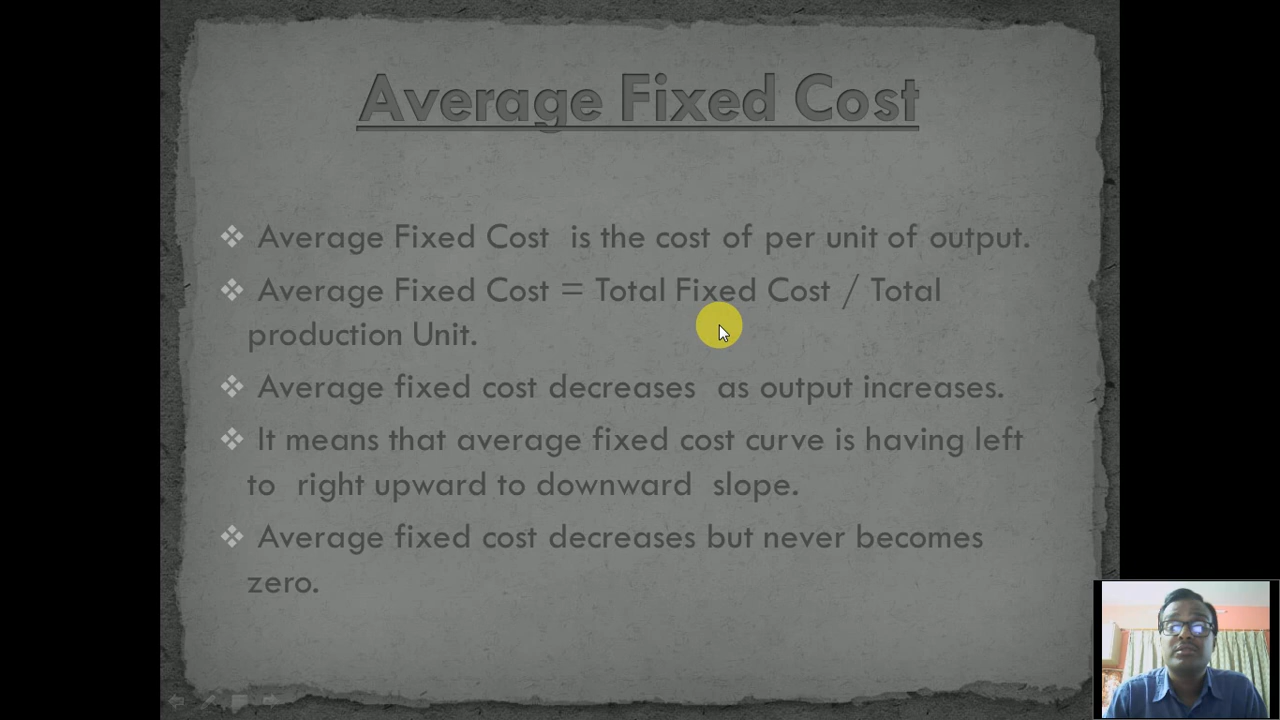 Average Fixed Cost
Average Fixed Cost is the cost of per unit of output.
Average Fixed Cost = Total Fixed Cost / Total
production Unit.
Average fixed cost decreases as output increases.
It means that average fixed cost curve is having left
to right upward to downward slope.
Average fixed cost decreases but never becomes
zero.